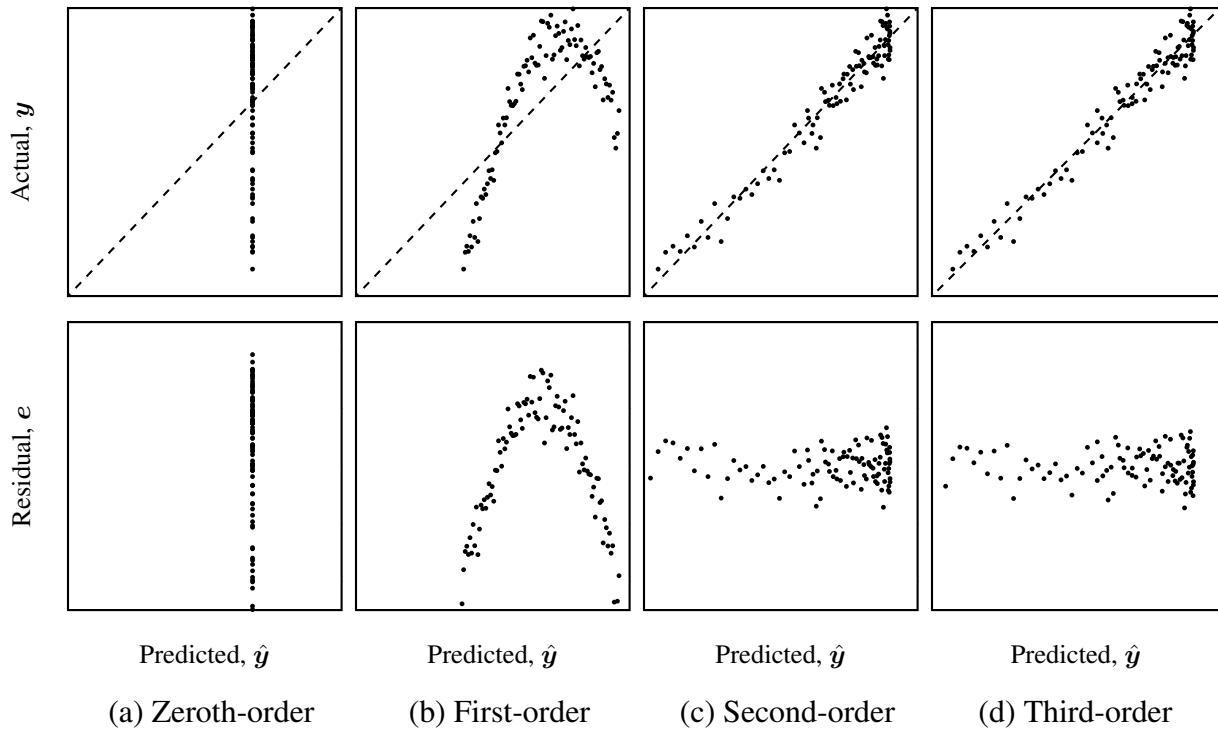 Actual, y
Residual, e
Predicted, ŷ
Predicted, ŷ
Predicted, ŷ
Predicted, ŷ
(a) Zeroth-order
(b) First-order
(c) Second-order
(d) Third-order